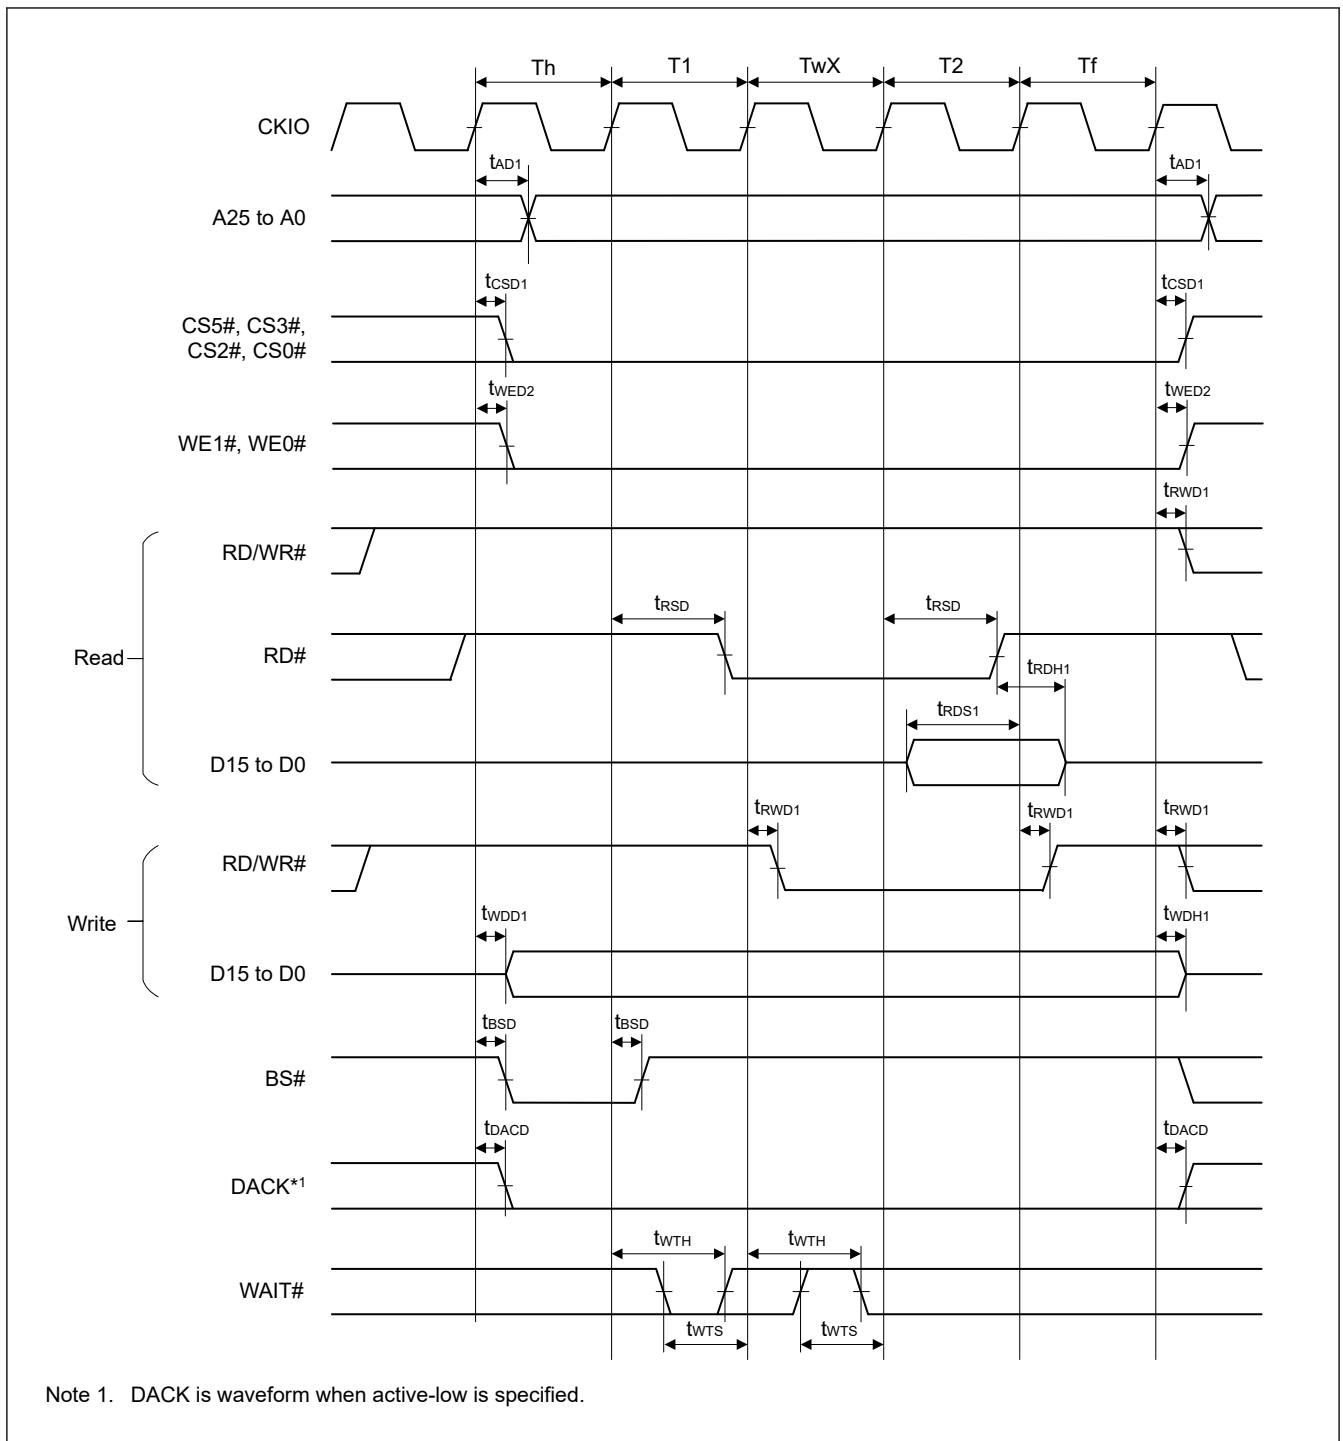 Th T1 TwX T2 Tf
CKIO
tAD1 tAD1
A25 to A0
tCSD1 tCSD1
CS5#, CS3#,
CS2#, CS0#
tWED2 tWED2
WE1#, WE0#
tRWD1
RD/WR#
tRSD tRSD
Read
RD#
tRDH1
tRDS1
D15 to D0
tRWD1 tRWD1 tRWD1
RD/WR#
Write
tWDD1 tWDH1
D15 to D0
tBSD tBSD
BS#
tDACD tDACD
DACK*1
tWTH tWTH
WAIT#
tWTS tWTS
Note 1. DACK is waveform when active-low is specified.